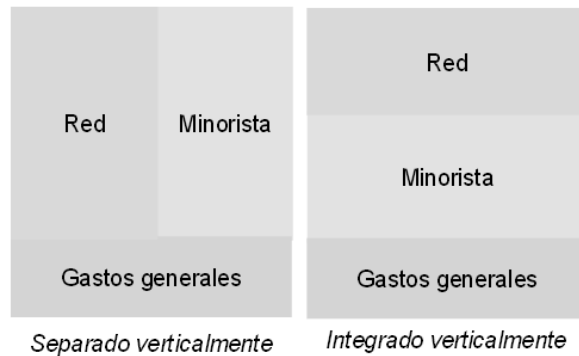 Red
Minorista
Gastos generales
Separado verticalmente
Red
Minorista
Gastos generales
Integrado verticalmente